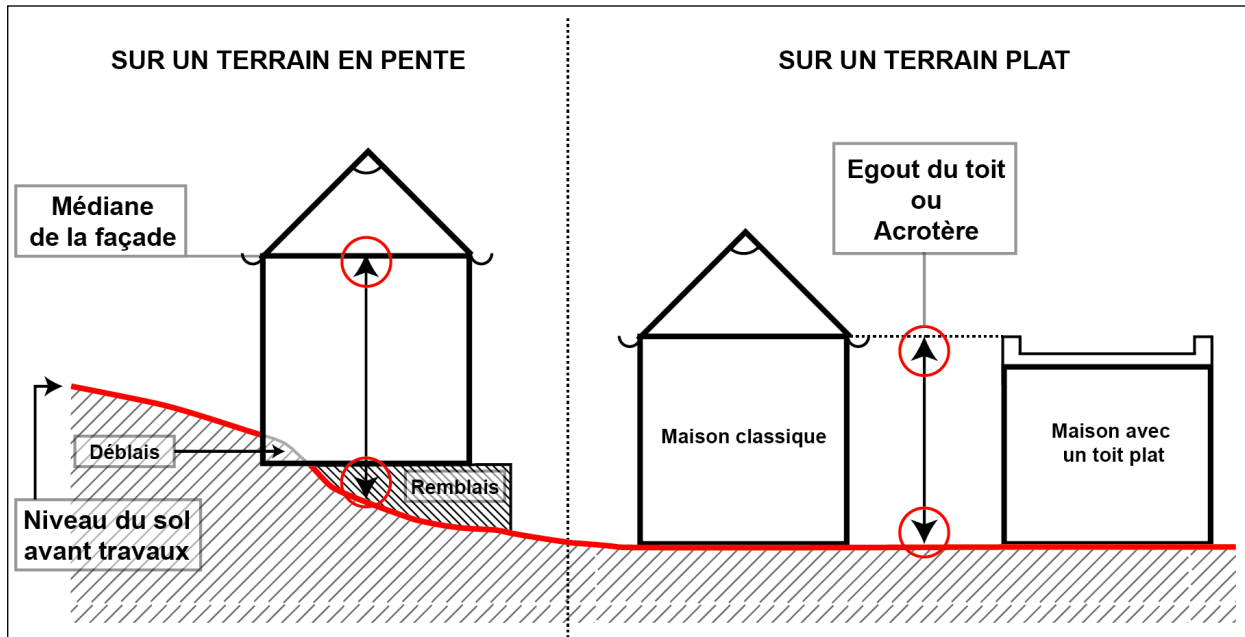 SUR UN TERRAIN EN PENTE
SUR UN TERRAIN PLAT
Médiane
de la façade
Egout du toit
ou
Acrotère
Déblais
Remblais
Niveau du sol
avant travaux
Maison classique
Maison avec
un toit plat